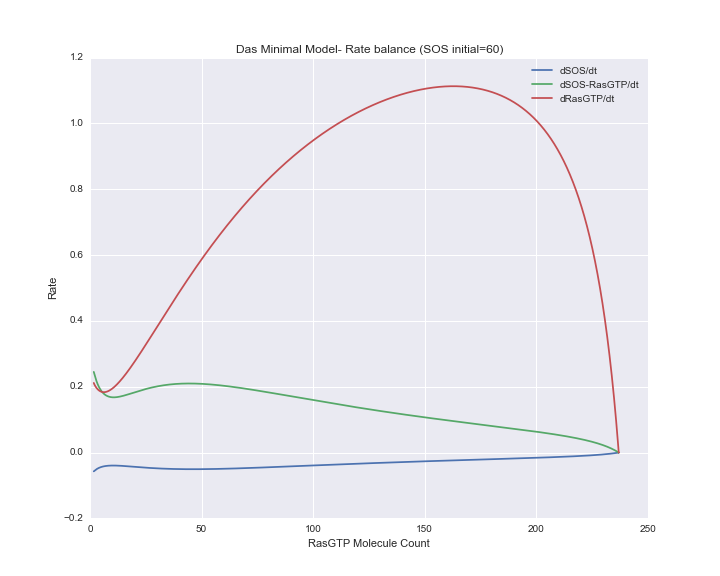 Das Minimal Model- Rate balance (SOS initial=60)
1.2
1.0
0.8
0.6
0.4
0.2
0.0
−0.2
Rate
dSOS/dt
dSOS-RasGTP/dt
dRasGTP/dt
0 50 100 150 200 250
RasGTP Molecule Count